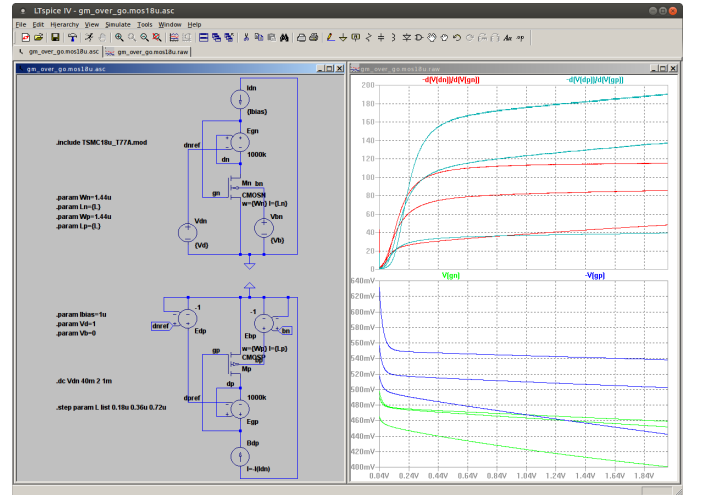 LTspice IV - gm_over_go.mos18u.asc
File Edit Hierarchy View Simulate Tools Window Help
gm_over_go.mos18u.asc gm_over_go.mos18u.raw
gm_over_go.mos18u.asc
Idn
{Ibias}
Egn
.include TSMC18u_T77A.mod
dnref
dn
1000k
Mn bn
gn
CMOSN
w={Wn} l={Ln}
.param Wn=1.44u
.param Ln={L}
.param Wp=1.44u
.param Lp={L}
Vdn
{Vd}
Vbn
{Vb}
-1
-1
.param Ibias=1u
.param Vd=1
.param Vb=0
dnref
Edp
Ebp
bn
w={Wp} l={Lp}
gp
CMOSP
bp
Mp
.dc Vdn 40m 2 1m
dp
dpref
1000k
.step param L list 0.18u 0.36u 0.72u
Egp
Bdp
I=-I(Idn)
gm_over_go.mos18u.raw
-d(V(dn))/d(V(gn)) -d(V(dp))/d(V(gp))
200
180
160
140
120
100
80
60
40
20
0
V(gn) -V(gp)
640mV
620mV
600mV
580mV
560mV
540mV
520mV
500mV
480mV
460mV
440mV
420mV
400mV
0.04V 0.24V 0.44V 0.64V 0.84V 1.04V 1.24V 1.44V 1.64V 1.84V